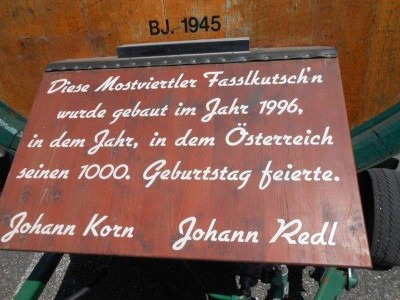 BJ. 1945
Diese Mostviertler Fasslkutsch'n
wurde gebaut im Jahr 1996,
in dem Jahr, in dem Österreich
seinen 1000. Geburtstag feierte.
Johann Korn Johann Redl